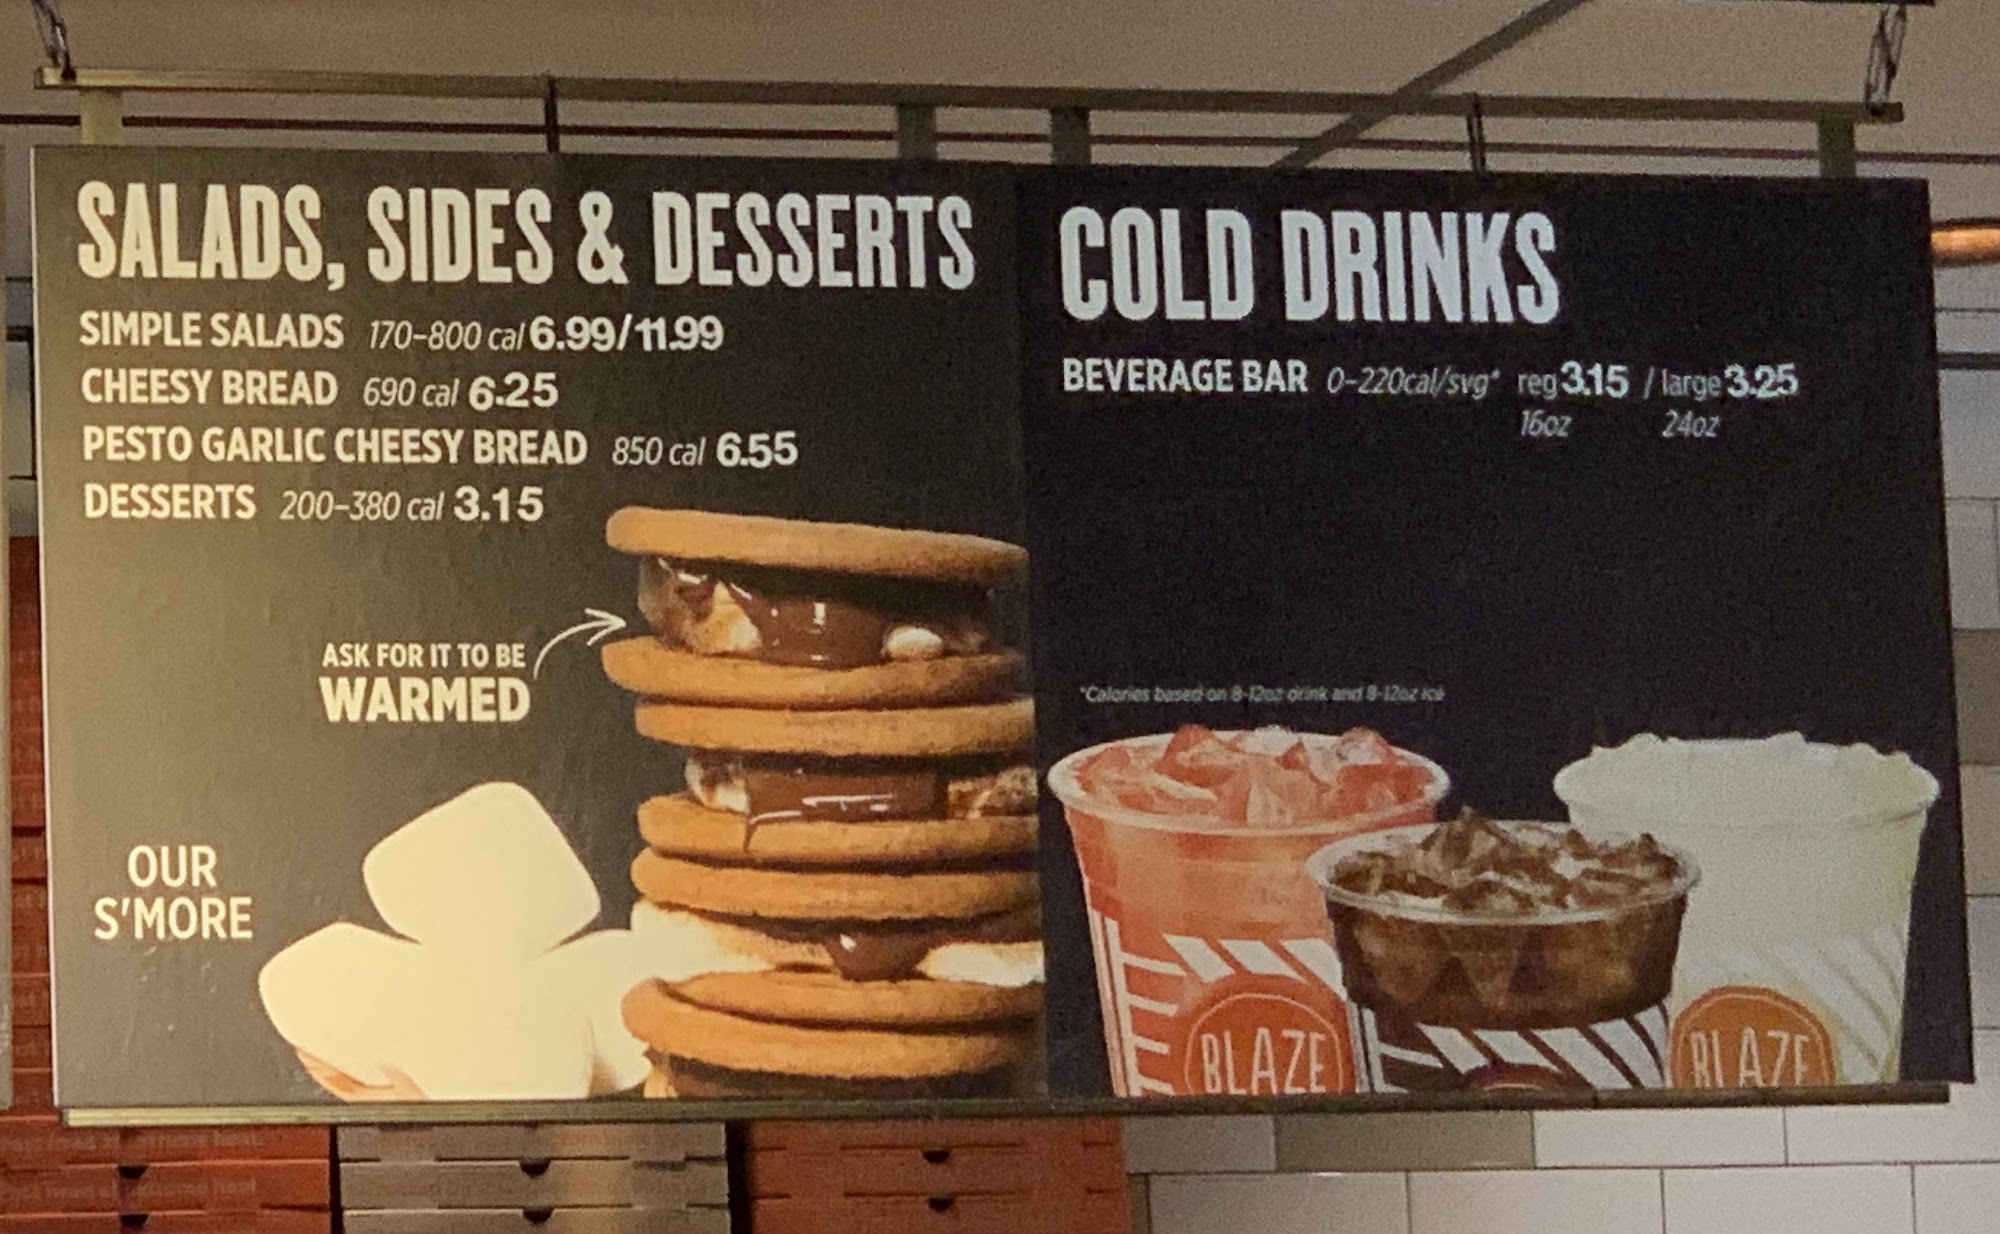 SALADS, SIDES & DESSERTS
SIMPLE SALADS 170–800 cal 6.99/11.99
CHEESY BREAD 690 cal 6.25
PESTO GARLIC CHEESY BREAD 850 cal 6.55
DESSERTS 200–380 cal 3.15
ASK FOR IT TO BE
WARMED
OUR
S'MORE
COLD DRINKS
BEVERAGE BAR 0–220cal/svg* reg 3.15 / large 3.25
16oz 24oz
*Calories based on 8-12oz drink and 8-12oz ice
BLAZE
BLAZE